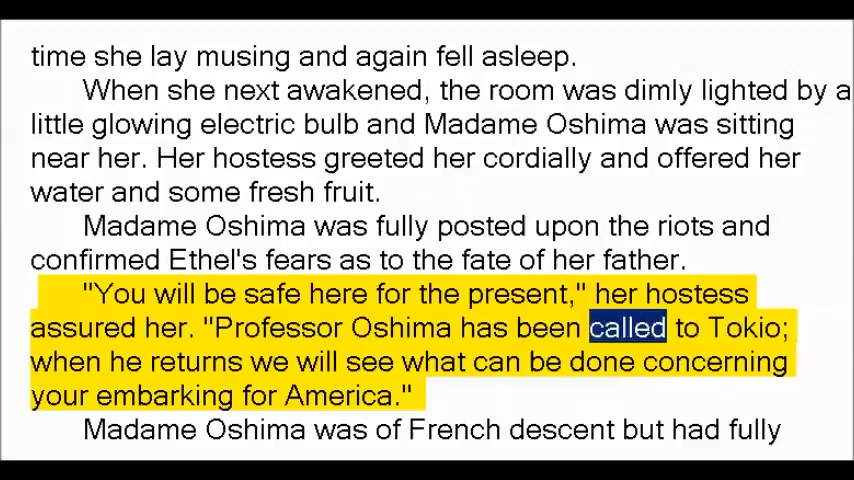 time she lay musing and again fell asleep.
When she next awakened, the room was dimly lighted by a
little glowing electric bulb and Madame Oshima was sitting
near her. Her hostess greeted her cordially and offered her
water and some fresh fruit.
Madame Oshima was fully posted upon the riots and
confirmed Ethel's fears as to the fate of her father.
"You will be safe here for the present," her hostess
assured her. "Professor Oshima has been called to Tokio;
when he returns we will see what can be done concerning
your embarking for America."
Madame Oshima was of French descent but had fully